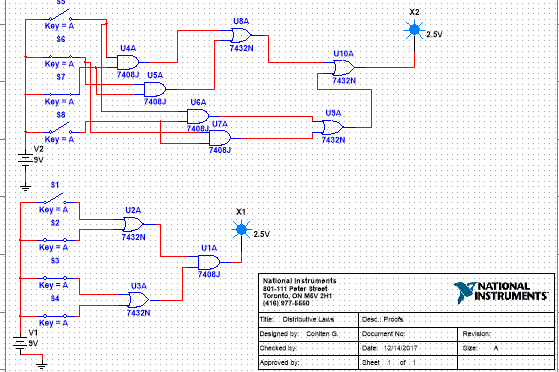 S5
Key = A
S6
Key = A
S7
Key = A
S8
Key = A
V2
9V
U4A
7408J
U5A
7408J
U6A
7408J
U7A
7408J
U8A
7432N
U9A
7432N
U10A
7432N
X2
2.5V
S1
Key = A
S2
Key = A
S3
Key = A
S4
Key = A
V1
9V
U2A
7432N
U3A
7432N
U1A
7408J
X1
2.5V
National Instruments
801-111 Peter Street
Toronto, ON M5V 2H1
(416) 977-5550
NATIONAL
INSTRUMENTS
Title: Distributive Laws
Desc.: Proofs
Designed by: Cohlten G.
Document No:
Revision:
Checked by:
Date: 12/14/2017
Size: A
Approved by:
Sheet 1 of 1